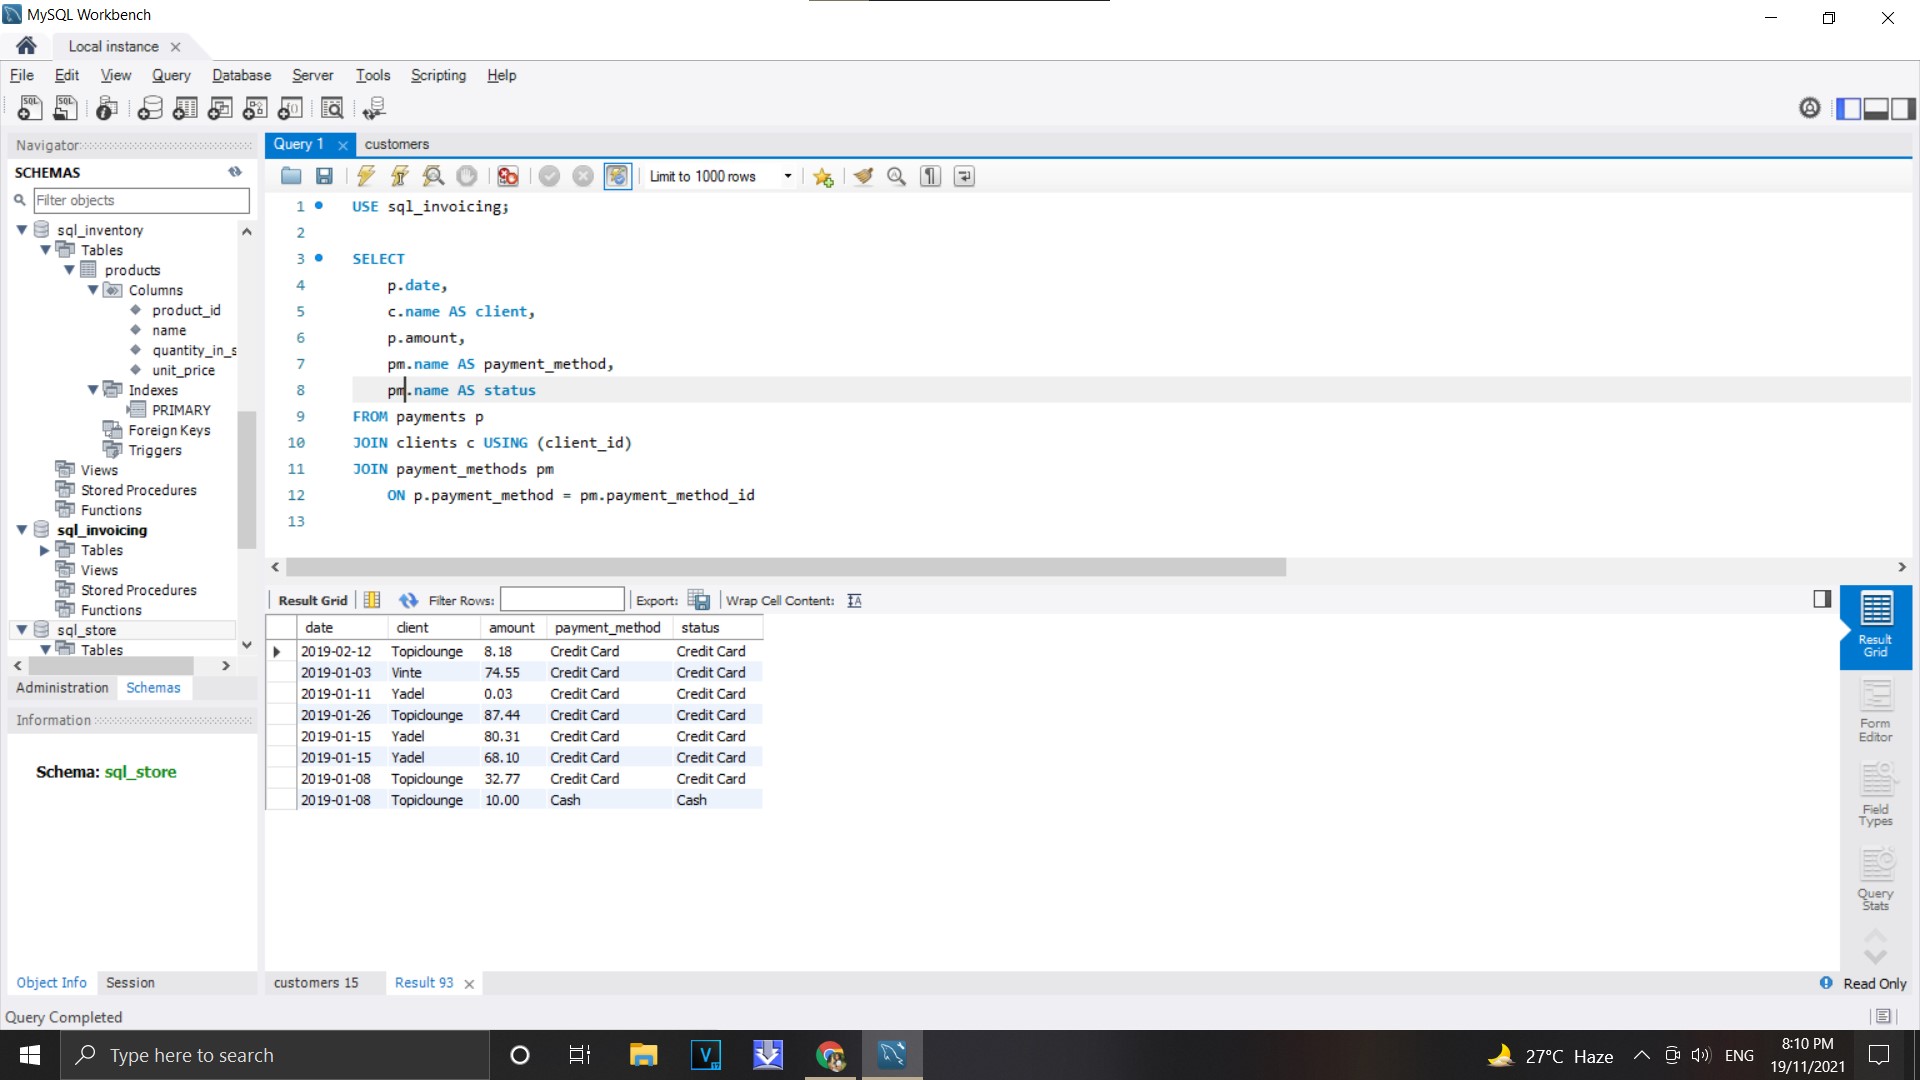 MySQL Workbench
Local instance
File Edit View Query Database Server Tools Scripting Help
Navigator
SCHEMAS
Filter objects
sql_inventory
Tables
products
Columns
product_id
name
quantity_in_s
unit_price
Indexes
PRIMARY
Foreign Keys
Triggers
Views
Stored Procedures
Functions
sql_invoicing
Tables
Views
Stored Procedures
Functions
sql_store
Tables
Administration Schemas
Information
Schema: sql_store
Object Info Session
Query 1 customers
Limit to 1000 rows
1 USE sql_invoicing;
2
3 SELECT
4 p.date,
5 c.name AS client,
6 p.amount,
7 pm.name AS payment_method,
8 pm.name AS status
9 FROM payments p
10 JOIN clients c USING (client_id)
11 JOIN payment_methods pm
12 ON p.payment_method = pm.payment_method_id
13
Result Grid Filter Rows: Export: Wrap Cell Content:
date client amount payment_method status
2019-02-12 Topiclounge 8.18 Credit Card Credit Card
2019-01-03 Vinte 74.55 Credit Card Credit Card
2019-01-11 Yadel 0.03 Credit Card Credit Card
2019-01-26 Topiclounge 87.44 Credit Card Credit Card
2019-01-15 Yadel 80.31 Credit Card Credit Card
2019-01-15 Yadel 68.10 Credit Card Credit Card
2019-01-08 Topiclounge 32.77 Credit Card Credit Card
2019-01-08 Topiclounge 10.00 Cash Cash
Result
Grid
Form
Editor
Field
Types
Query
Stats
customers 15 Result 93
Read Only
Query Completed
Type here to search
27°C Haze
ENG
8:10 PM
19/11/2021